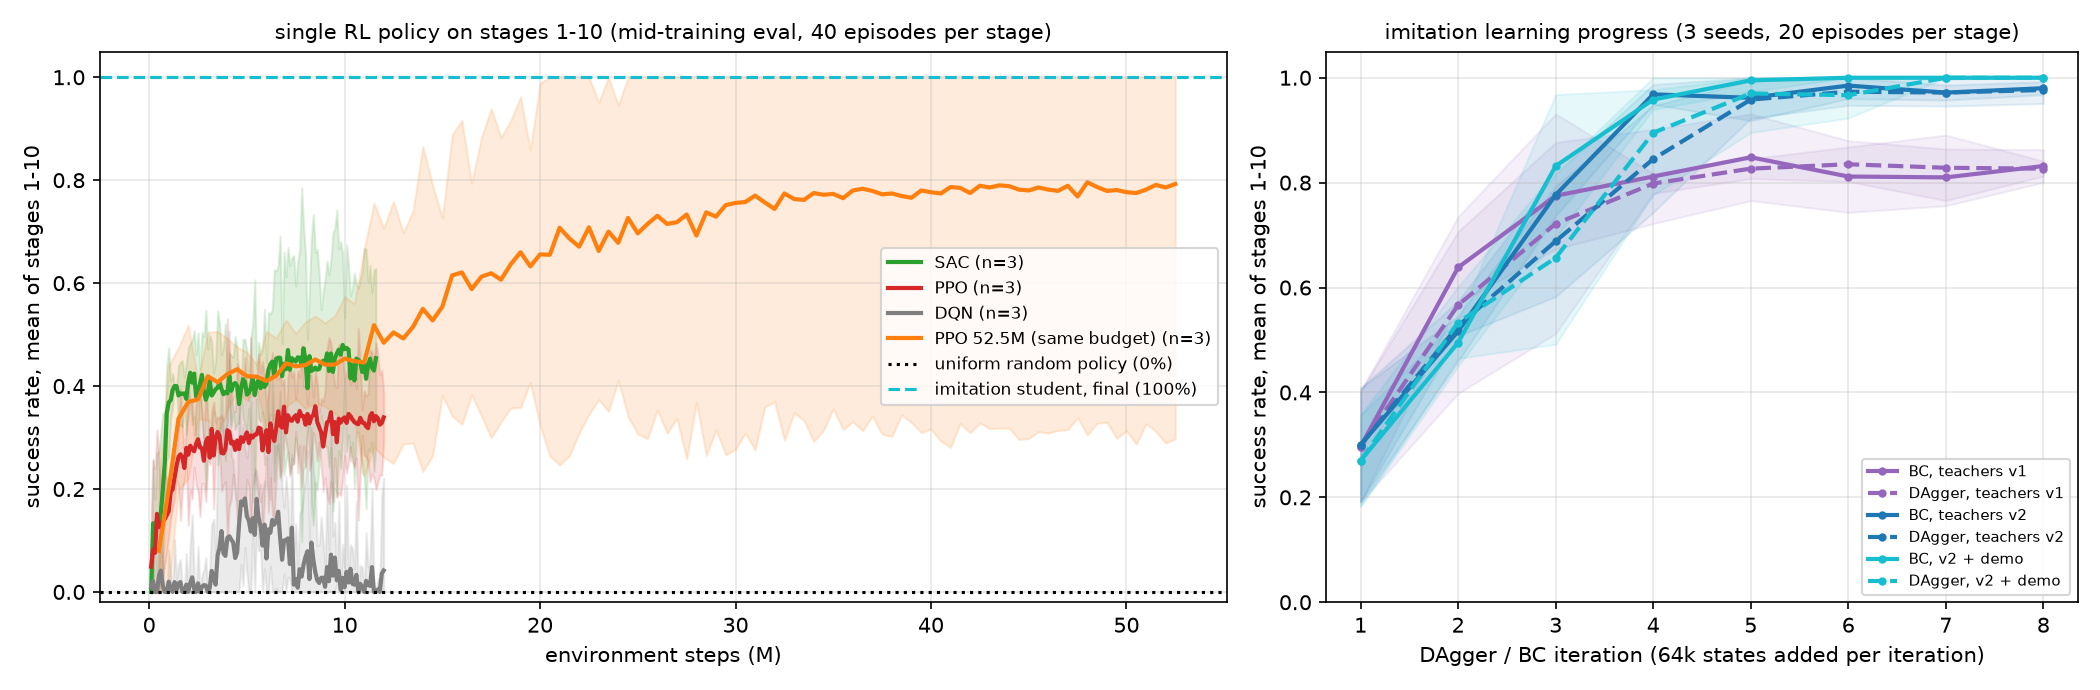 single RL policy on stages 1-10 (mid-training eval, 40 episodes per stage)
success rate, mean of stages 1-10
1.0
0.8
0.6
0.4
0.2
0.0
0
10
20
30
40
50
environment steps (M)
SAC (n=3)
PPO (n=3)
DQN (n=3)
PPO 52.5M (same budget) (n=3)
uniform random policy (0%)
imitation student, final (100%)
imitation learning progress (3 seeds, 20 episodes per stage)
success rate, mean of stages 1-10
1.0
0.8
0.6
0.4
0.2
0.0
1
2
3
4
5
6
7
8
DAgger / BC iteration (64k states added per iteration)
BC, teachers v1
DAgger, teachers v1
BC, teachers v2
DAgger, teachers v2
BC, v2 + demo
DAgger, v2 + demo